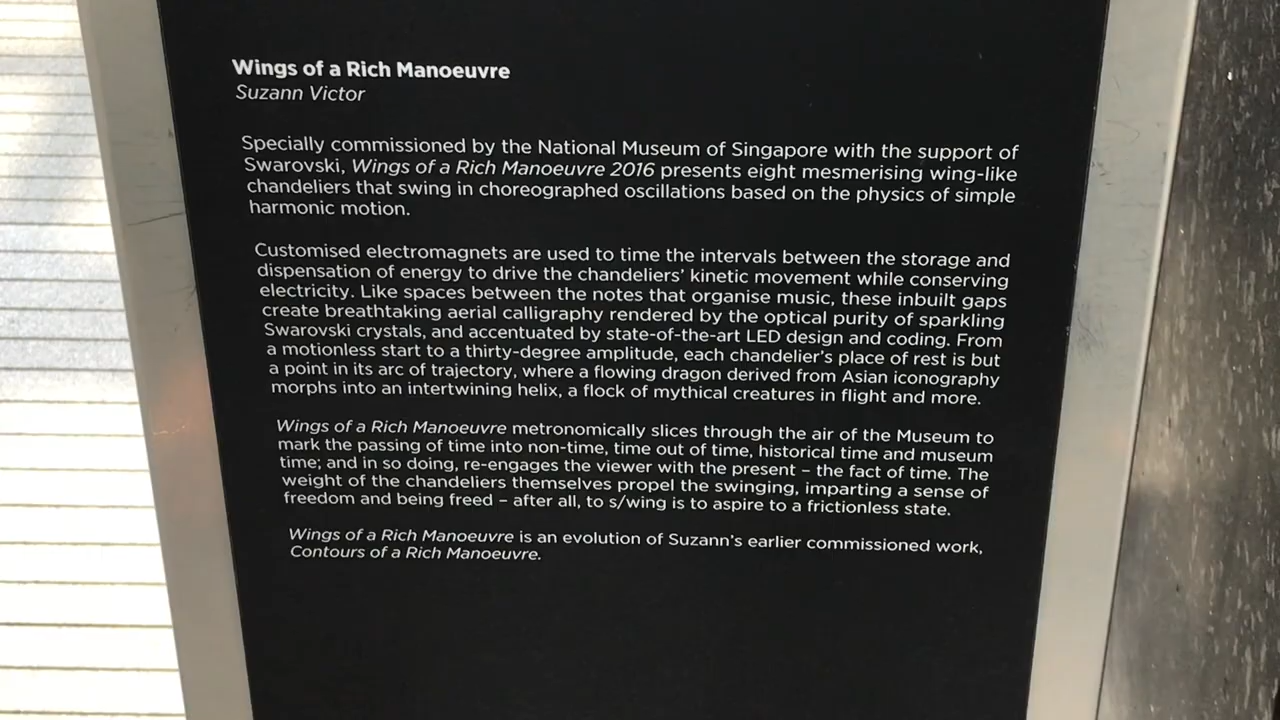 Wings of a Rich Manoeuvre
Suzann Victor
Specially commissioned by the National Museum of Singapore with the support of
Swarovski, Wings of a Rich Manoeuvre 2016 presents eight mesmerising wing-like
chandeliers that swing in choreographed oscillations based on the physics of simple
harmonic motion.
Customised electromagnets are used to time the intervals between the storage and
dispensation of energy to drive the chandeliers’ kinetic movement while conserving
electricity. Like spaces between the notes that organise music, these inbuilt gaps
create breathtaking aerial calligraphy rendered by the optical purity of sparkling
Swarovski crystals, and accentuated by state-of-the-art LED design and coding. From
a motionless start to a thirty-degree amplitude, each chandelier’s place of rest is but
a point in its arc of trajectory, where a flowing dragon derived from Asian iconography
morphs into an intertwining helix, a flock of mythical creatures in flight and more.
Wings of a Rich Manoeuvre metronomically slices through the air of the Museum to
mark the passing of time into non-time, time out of time, historical time and museum
time; and in so doing, re-engages the viewer with the present – the fact of time. The
weight of the chandeliers themselves propel the swinging, imparting a sense of
freedom and being freed – after all, to s/wing is to aspire to a frictionless state.
Wings of a Rich Manoeuvre is an evolution of Suzann’s earlier commissioned work,
Contours of a Rich Manoeuvre.